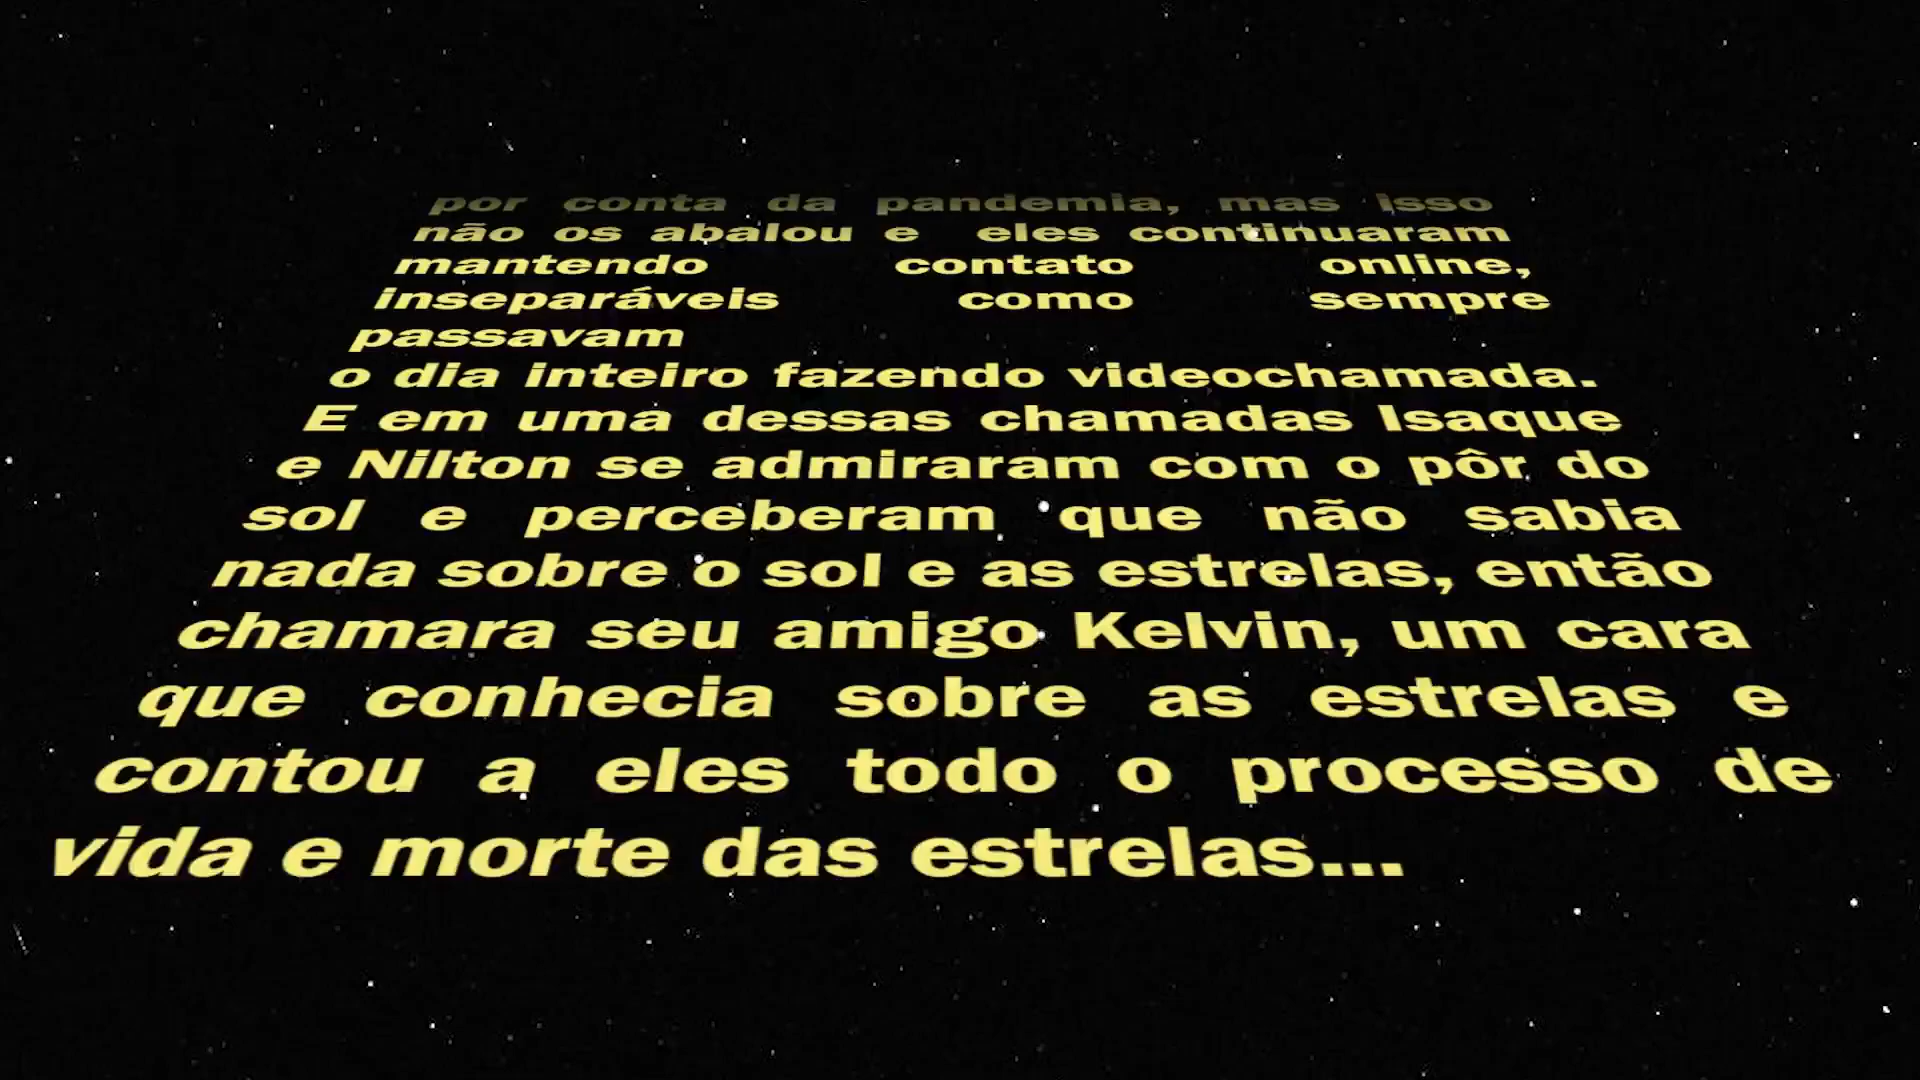 por conta da pandemia, mas isso
não os abalou e eles continuaram
mantendo contato online,
inseparáveis como sempre
passavam
o dia inteiro fazendo videochamada.
E em uma dessas chamadas Isaque
e Nilton se admiraram com o pôr do
sol e perceberam que não sabia
nada sobre o sol e as estrelas, então
chamara seu amigo Kelvin, um cara
que conhecia sobre as estrelas e
contou a eles todo o processo de
vida e morte das estrelas...